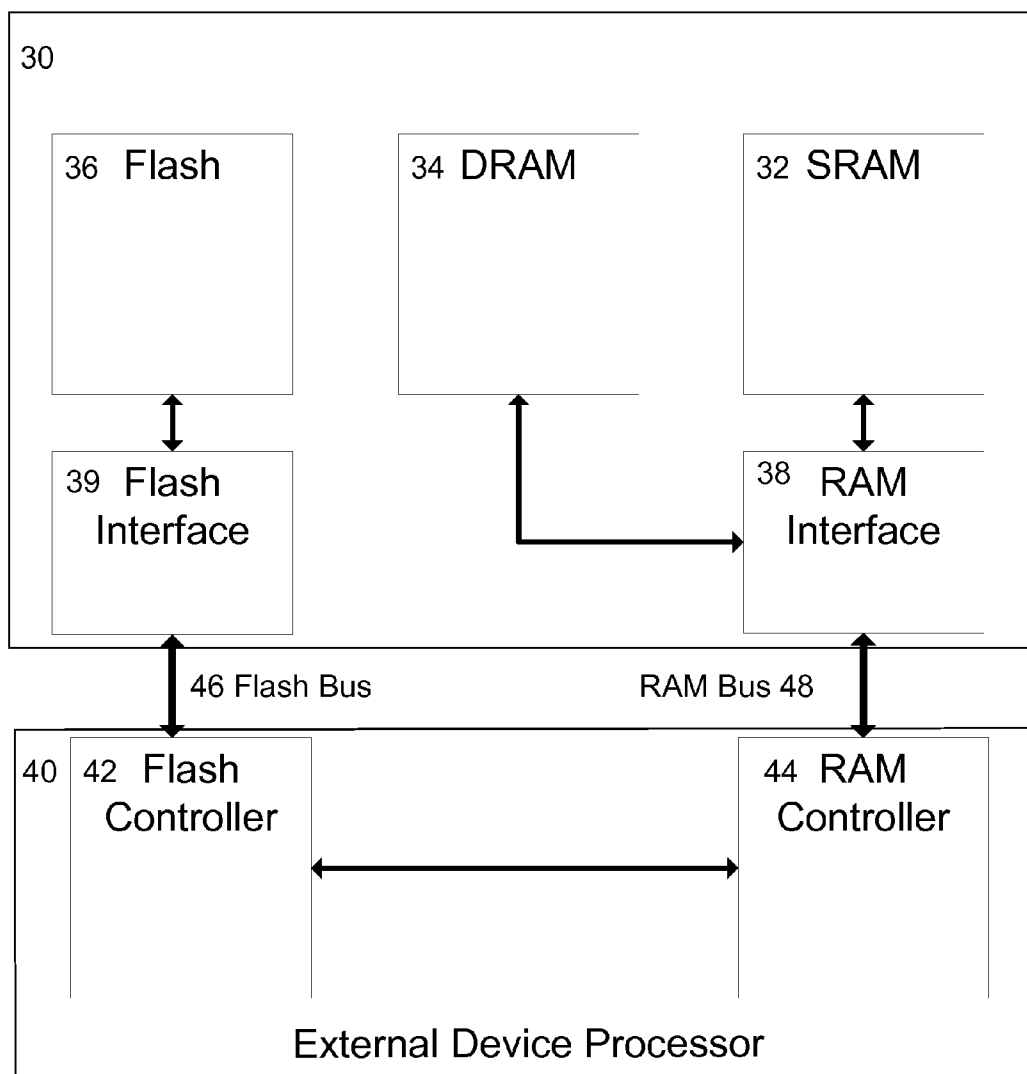 30
36 Flash
34 DRAM
32 SRAM
39 Flash
Interface
38 RAM
Interface
46 Flash Bus
RAM Bus 48
40
42 Flash
Controller
44 RAM
Controller
External Device Processor